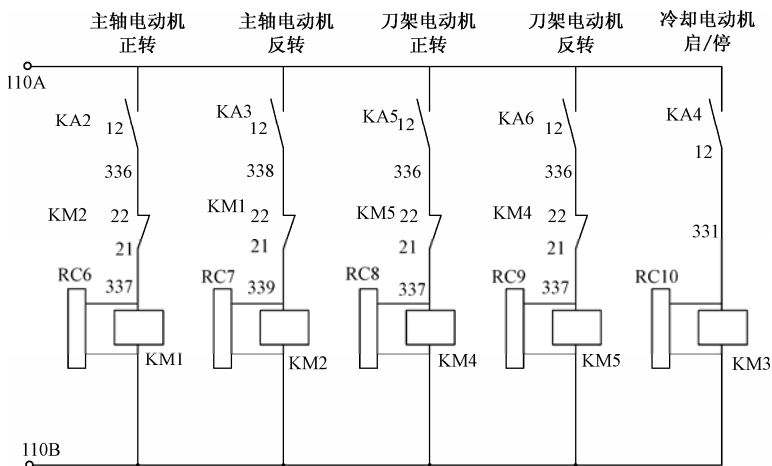 主轴电动机 主轴电动机 刀架电动机 刀架电动机 冷却电动机
正转 反转 正转 反转 启/停
110A
KA2 KA3 KA5 KA6 KA4
12 12 12 12 12
336 338 336 336
KM2 22 KM1 22 KM5 22 KM4 22 331
21 21 21 21
RC6 337 RC7 339 RC8 337 RC9 337 RC10
KM1 KM2 KM4 KM5 KM3
110B